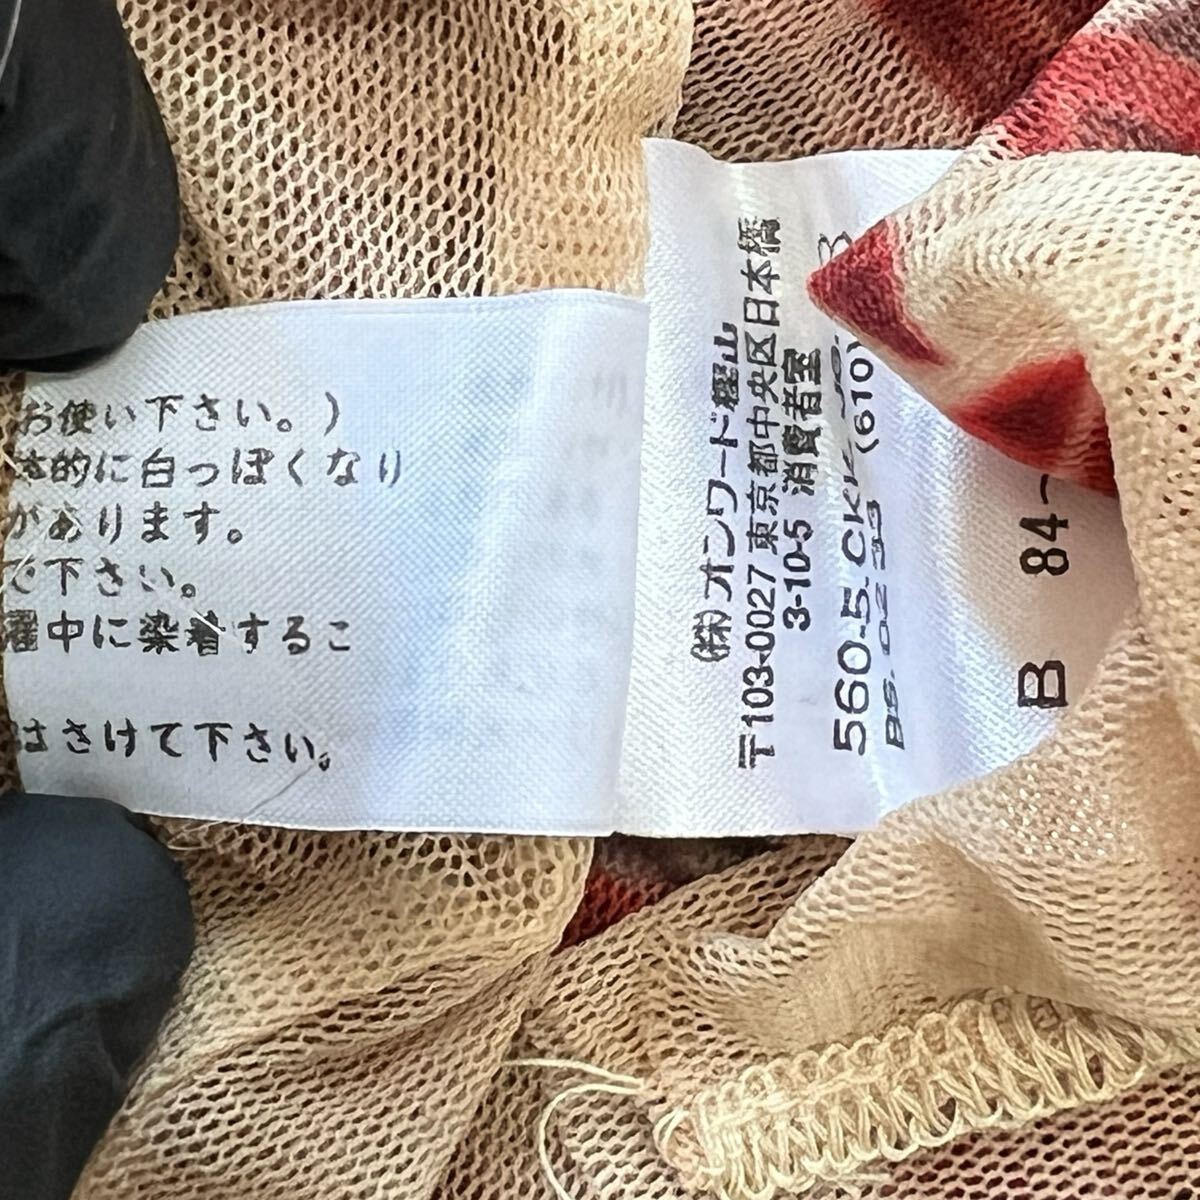 お使い下さい。)
的に白っぽくなり
があります。
で下さい。
濯中に染着するこ
はさけて下さい。
㈱オンワード樫山
〒103-0027 東京都中央区日本橋
3-10-5 消費者室
560-5.
(610)
B 84-